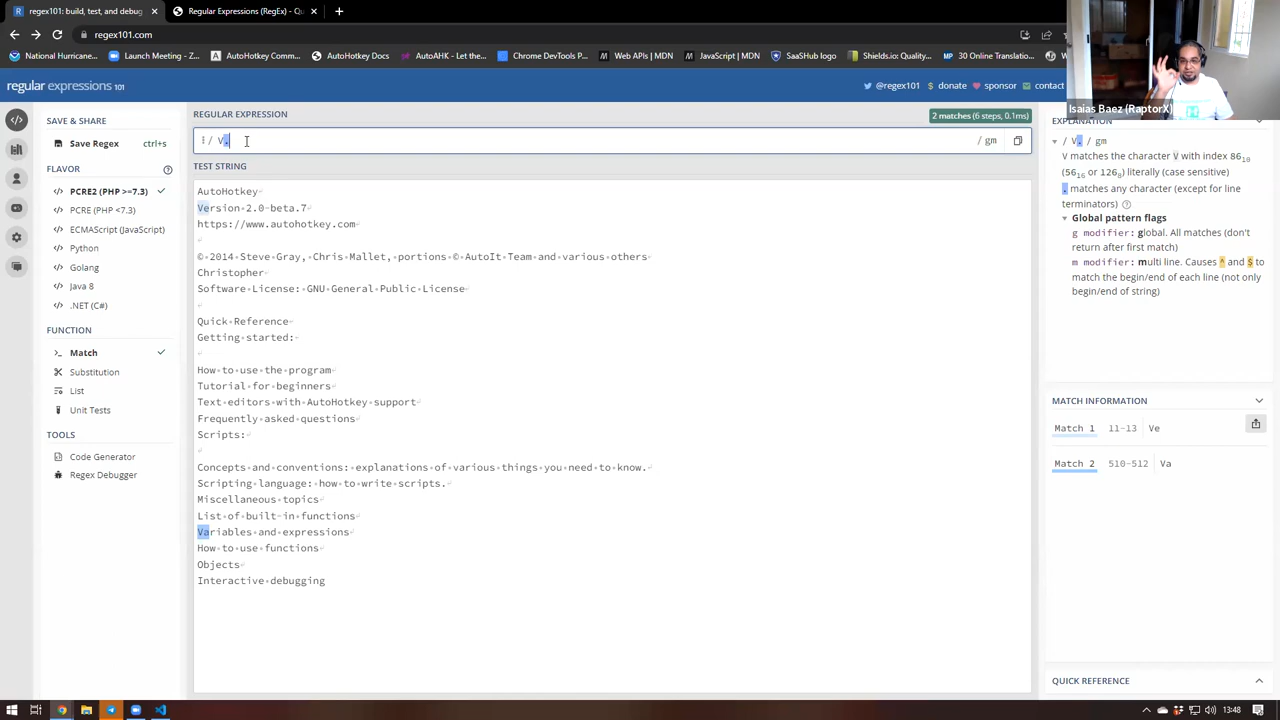 regex101: build, test, and debug
Regular Expressions (RegEx) - Qu
regex101.com
National Hurricane...
Launch Meeting - Z...
AutoHotkey Docs
AutoHotkey - Let the...
Chrome DevTools P...
Web APIs | MDN
JavaScript | MDN
SaaSHub logo
Shields.io: Quality...
30 Online Translation...
regular expressions 101
@regex101
donate
sponsor
contact
Isaias Baez (RaptorX)
SAVE & SHARE
Save Regex
ctrl+s
FLAVOR
PCRE2 (PHP >=7.3)
PCRE (PHP <7.3)
ECMAScript (JavaScript)
Python
Golang
Java 8
.NET (C#)
FUNCTION
Match
Substitution
List
Unit Tests
TOOLS
Code Generator
Regex Debugger
REGULAR EXPRESSION
2 matches (6 steps, 0.1ms)
/ V.
/ gm
TEST STRING
AutoHotkey
Version 2.0-beta.7
https://www.autohotkey.com
© 2014 Steve Gray, Chris Mallet, portions © AutoIt Team and various others
Christopher
Software License: GNU General Public License
Quick Reference
Getting started:
How to use the program
Tutorial for beginners
Text editors with AutoHotkey support
Frequently asked questions
Scripts:
Concepts and conventions: explanations of various things you need to know.
Scripting language: how to write scripts.
Miscellaneous topics
List of built-in functions
Variables and expressions
How to use functions
Objects
Interactive debugging
EXPLANATION
/ V. / gm
V matches the character V with index 86₁₀
(56₁₆ or 126₈) literally (case sensitive)
. matches any character (except for line
terminators)
Global pattern flags
g modifier: global. All matches (don't
return after first match)
m modifier: multi line. Causes ^ and $ to
match the begin/end of each line (not only
begin/end of string)
MATCH INFORMATION
Match 1 11-13 Ve
Match 2 510-512 Va
QUICK REFERENCE
13:48